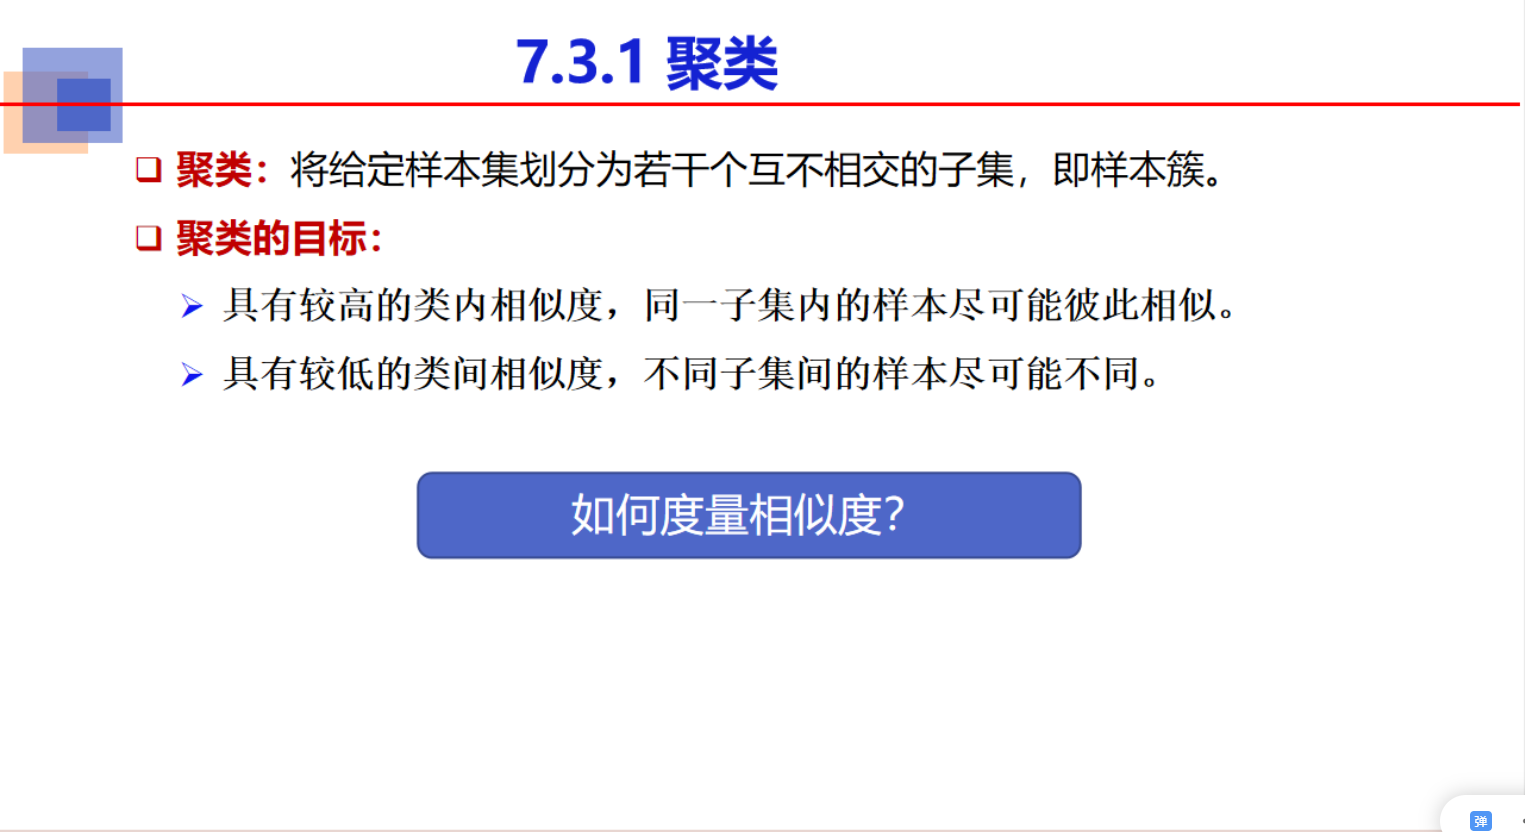 7.3.1 聚类
聚类：将给定样本集划分为若干个互不相交的子集，即样本簇。
聚类的目标：
具有较高的类内相似度，同一子集内的样本尽可能彼此相似。
具有较低的类间相似度，不同子集间的样本尽可能不同。
如何度量相似度？
弹